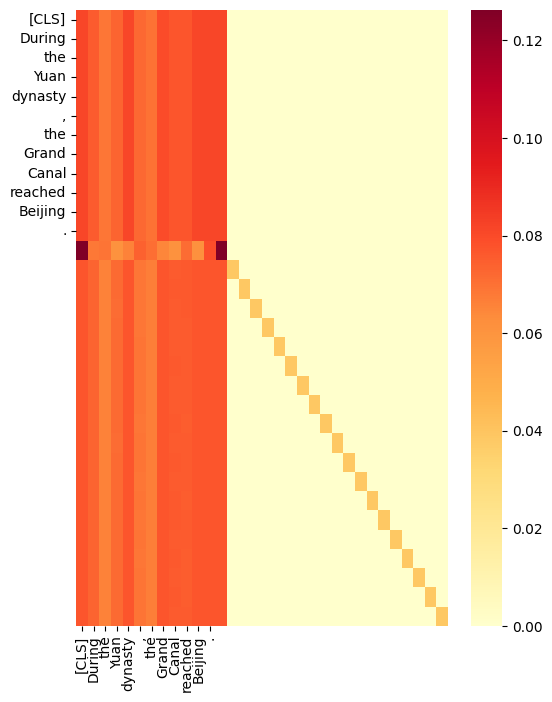 [CLS]
During
the
Yuan
dynasty
,
the
Grand
Canal
reached
Beijing
.
0.12
0.10
0.08
0.06
0.04
0.02
0.00
[CLS]
During
the
Yuan
dynasty
,
the
Grand
Canal
reached
Beijing
.